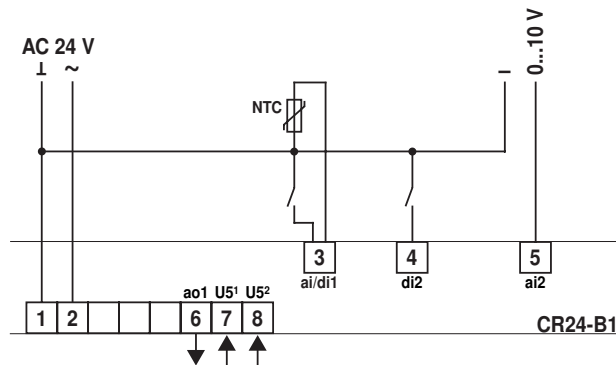 AC 24 V
⊥ ~
– 0...10 V
NTC
3 4 5
ai/di1 di2 ai2
ao1 U5¹ U5²
1 2 6 7 8
CR24-B1